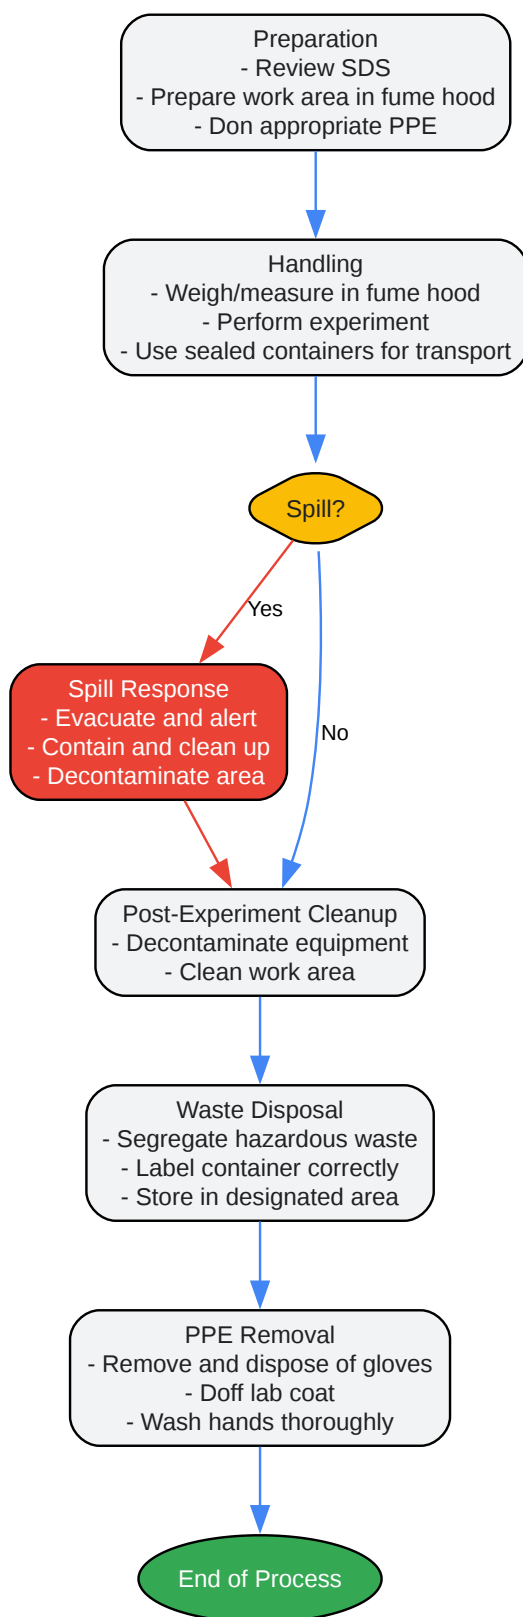 Preparation
- Review SDS
- Prepare work area in fume hood
- Don appropriate PPE
Handling
- Weigh/measure in fume hood
- Perform experiment
- Use sealed containers for transport
Spill?
Yes
Spill Response
- Evacuate and alert
- Contain and clean up
- Decontaminate area
No
Post-Experiment Cleanup
- Decontaminate equipment
- Clean work area
Waste Disposal
- Segregate hazardous waste
- Label container correctly
- Store in designated area
PPE Removal
- Remove and dispose of gloves
- Doff lab coat
- Wash hands thoroughly
End of Process